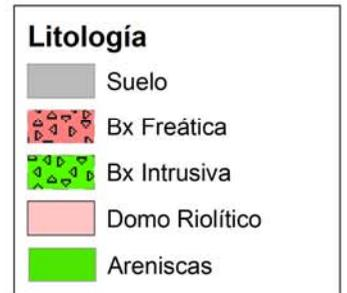 Litología
Suelo
Bx Freática
Bx Intrusiva
Domo Riolítico
Areniscas